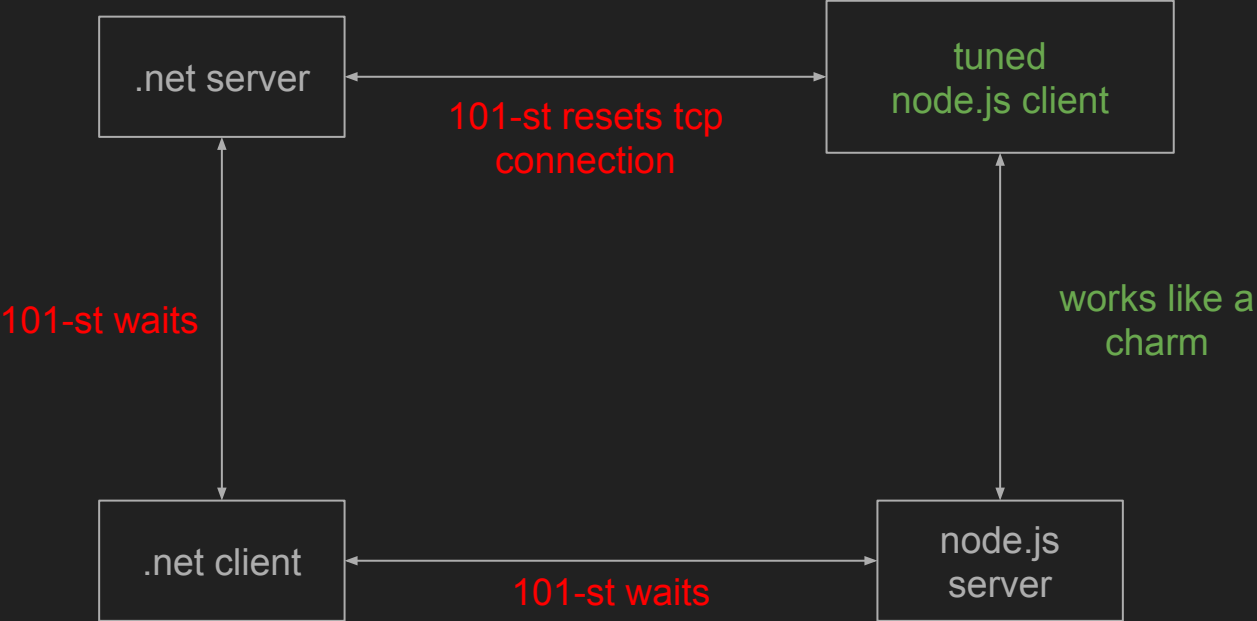 .net server
tuned
node.js client
101-st resets tcp
connection
101-st waits
works like a
charm
.net client
101-st waits
node.js
server